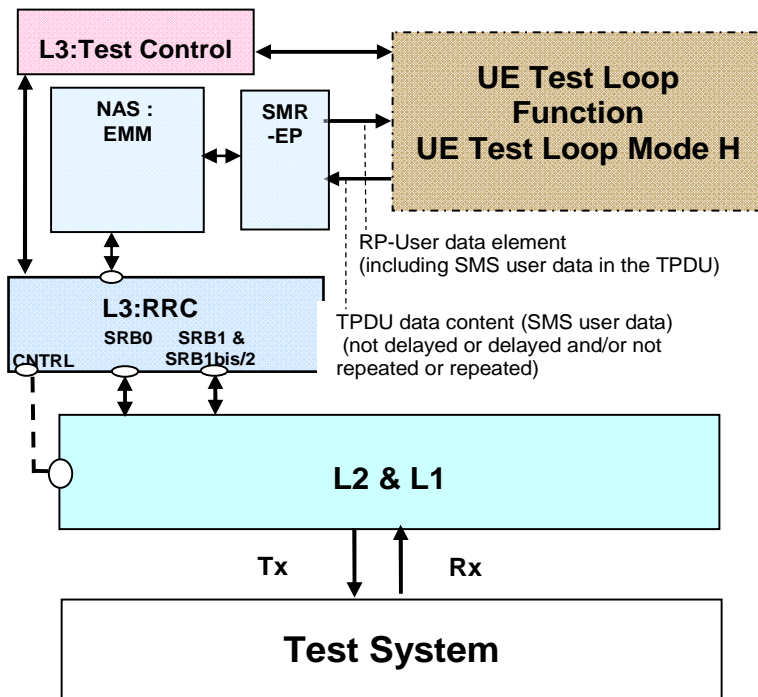 L3:Test Control
UE Test Loop
Function
UE Test Loop Mode H
NAS :
EMM
SMR
-EP
RP-User data element
(including SMS user data in the TPDU)
L3:RRC
SRB0
SRB1 &
SRB1bis/2
CNTRL
TPDU data content (SMS user data)
(not delayed or delayed and/or not
repeated or repeated)
L2 & L1
Tx
Rx
Test System